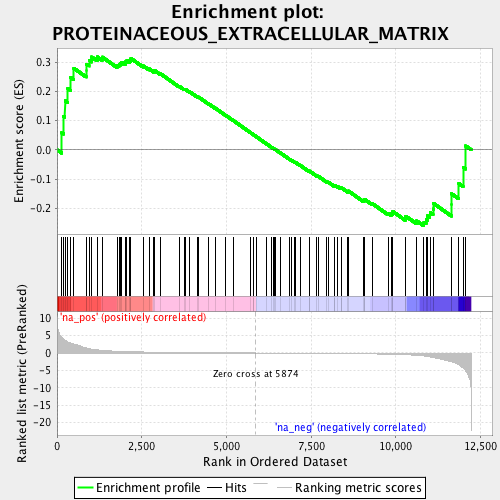 Enrichment plot:
PROTEINACEOUS_EXTRACELLULAR_MATRIX
Enrichment score (ES)
0.3
0.2
0.1
0.0
-0.1
-0.2
Ranked list metric (PreRanked)
10
5
0
-5
-10
-15
-20
'na_pos' (positively correlated)
Zero cross at 5874
'na_neg' (negatively correlated)
0
2,500
5,000
7,500
10,000
12,500
Rank in Ordered Dataset
Enrichment profile
Hits
Ranking metric scores